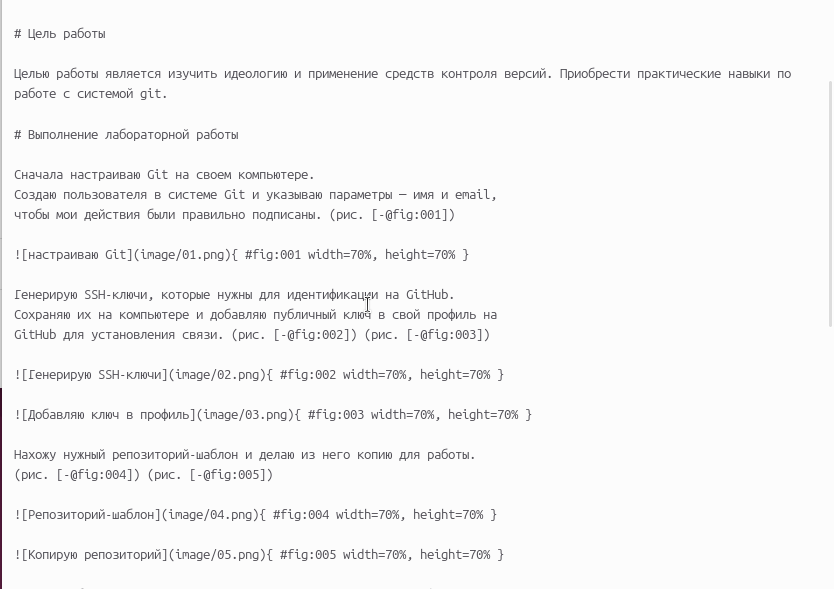 # Цель работы
Целью работы является изучить идеологию и применение средств контроля версий. Приобрести практические навыки по
работе с системой git.
# Выполнение лабораторной работы
Сначала настраиваю Git на своем компьютере.
Создаю пользователя в системе Git и указываю параметры — имя и email,
чтобы мои действия были правильно подписаны. (рис. [-@fig:001])
![настраиваю Git](image/01.png){ #fig:001 width=70%, height=70% }
Генерирую SSH-ключи, которые нужны для идентификации на GitHub.
Сохраняю их на компьютере и добавляю публичный ключ в свой профиль на
GitHub для установления связи. (рис. [-@fig:002]) (рис. [-@fig:003])
![Генерирую SSH-ключи](image/02.png){ #fig:002 width=70%, height=70% }
![Добавляю ключ в профиль](image/03.png){ #fig:003 width=70%, height=70% }
Нахожу нужный репозиторий-шаблон и делаю из него копию для работы.
(рис. [-@fig:004]) (рис. [-@fig:005])
![Репозиторий-шаблон](image/04.png){ #fig:004 width=70%, height=70% }
![Копирую репозиторий](image/05.png){ #fig:005 width=70%, height=70% }